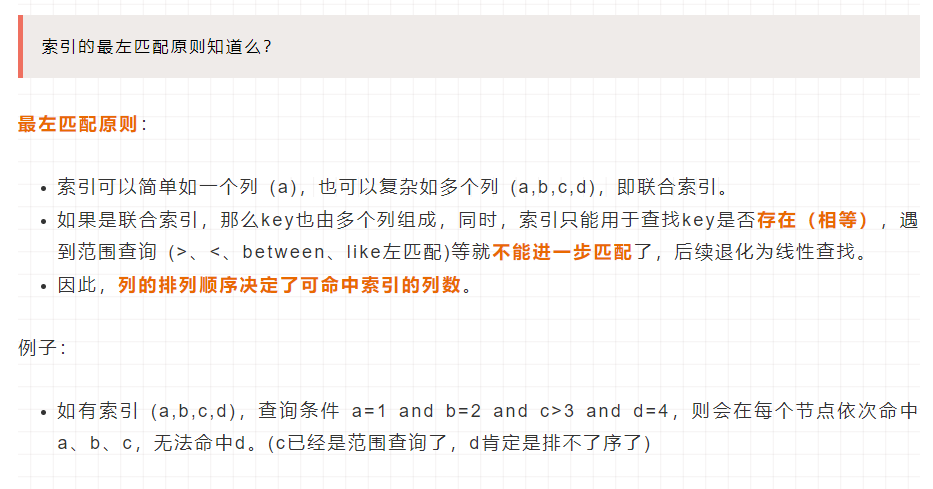 索引的最左匹配原则知道么？
最左匹配原则：
• 索引可以简单如一个列 (a)，也可以复杂如多个列 (a,b,c,d)，即联合索引。
• 如果是联合索引，那么key也由多个列组成，同时，索引只能用于查找key是否存在（相等），遇
到范围查询 (>、<、between、like左匹配)等就不能进一步匹配了，后续退化为线性查找。
• 因此，列的排列顺序决定了可命中索引的列数。
例子：
• 如有索引 (a,b,c,d)，查询条件 a=1 and b=2 and c>3 and d=4，则会在每个节点依次命中
a、b、c，无法命中d。(c已经是范围查询了，d肯定是排不了序了)